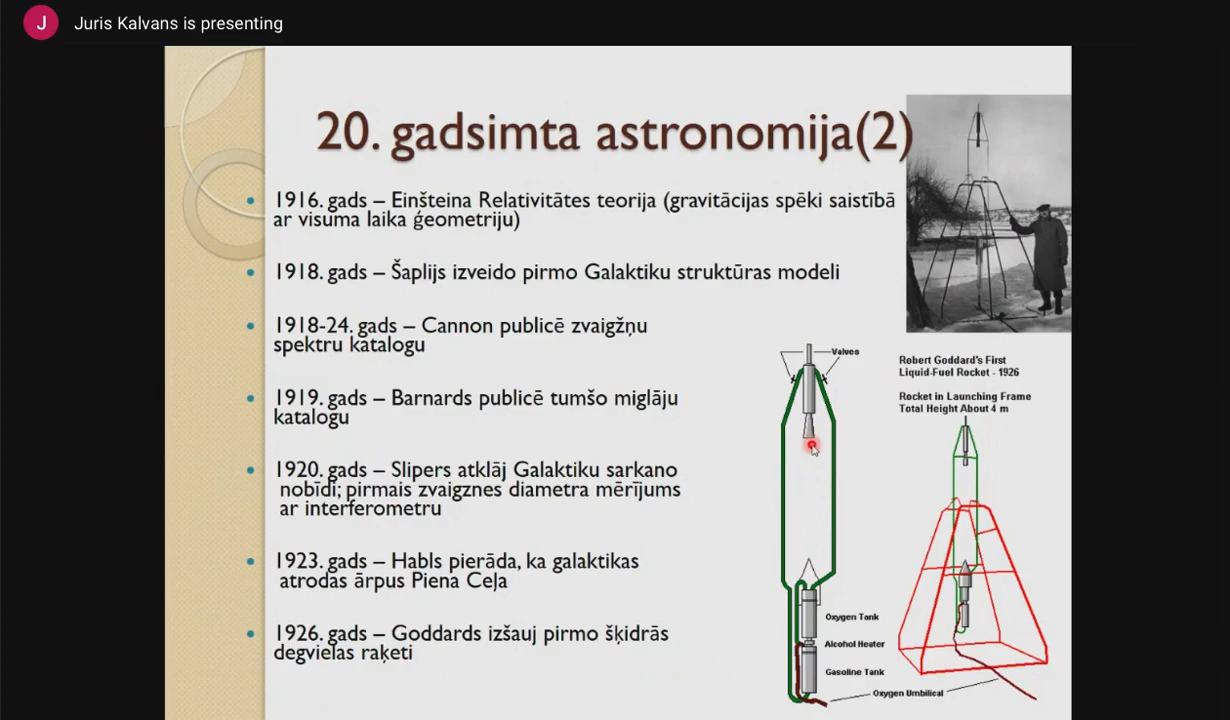 J
Juris Kalvans is presenting
20. gadsimta astronomija(2)
1916. gads – Einšteina Relativitātes teorija (gravitācijas spēki saistībā
ar visuma laika ģeometriju)
1918. gads – Šaplijs izveido pirmo Galaktiku struktūras modeli
1918-24. gads – Cannon publicē zvaigžņu
spektru katalogu
1919. gads – Barnards publicē tumšo miglāju
katalogu
1920. gads – Slipers atklāj Galaktiku sarkano
nobīdi; pirmais zvaigznes diametra mērījums
ar interferometru
1923. gads – Habls pierāda, ka galaktikas
atrodas ārpus Piena Ceļa
1926. gads – Goddards izšauj pirmo šķidrās
degvielas raķeti
Valves
Robert Goddard's First
Liquid-Fuel Rocket - 1926
Rocket in Launching Frame
Total Height About 4 m
Oxygen Tank
Alcohol Heater
Gasoline Tank
Oxygen Umbilical